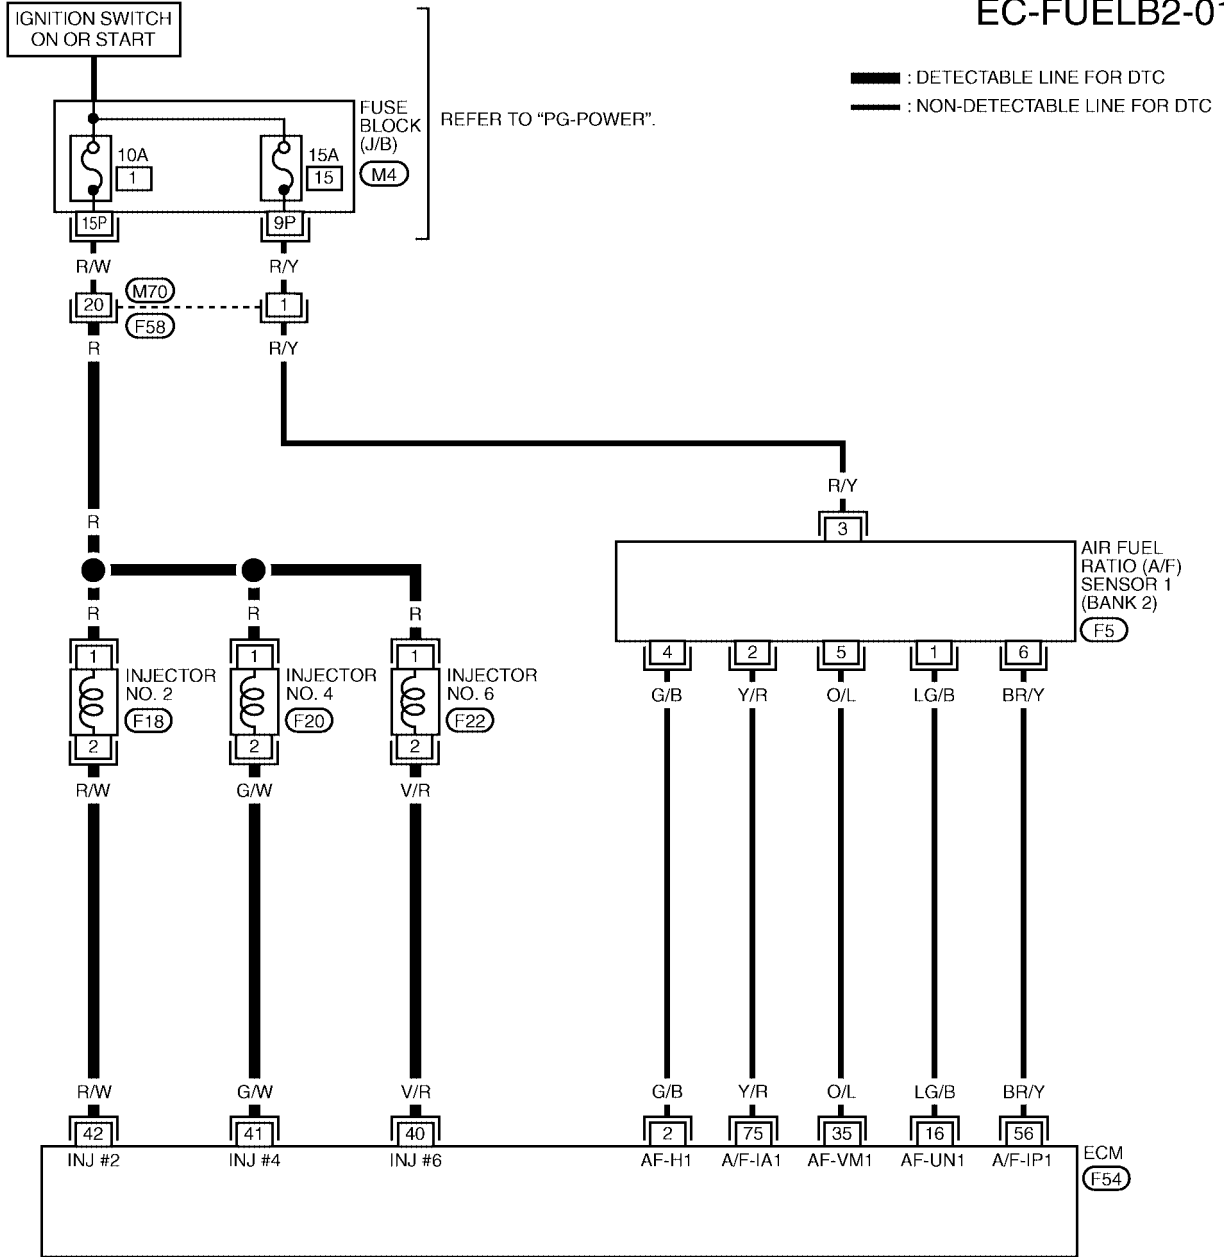 EC-FUELB2-01
IGNITION SWITCH
ON OR START
: DETECTABLE LINE FOR DTC
: NON-DETECTABLE LINE FOR DTC
FUSE
BLOCK
(J/B)
M4
REFER TO “PG-POWER”.
10A
1
15A
15
15P
9P
R/W
R/Y
20
M70
F58
1
R
R/Y
R
R/Y
3
AIR FUEL
RATIO (A/F)
SENSOR 1
(BANK 2)
F5
R
R
R
1
1
1
INJECTOR
NO. 2
F18
INJECTOR
NO. 4
F20
INJECTOR
NO. 6
F22
2
2
2
4
2
5
1
6
G/B
Y/R
O/L
LG/B
BR/Y
R/W
G/W
V/R
R/W
G/W
V/R
G/B
Y/R
O/L
LG/B
BR/Y
42
41
40
2
75
35
16
56
INJ #2
INJ #4
INJ #6
AF-H1
A/F-IA1
AF-VM1
AF-UN1
A/F-IP1
ECM
F54